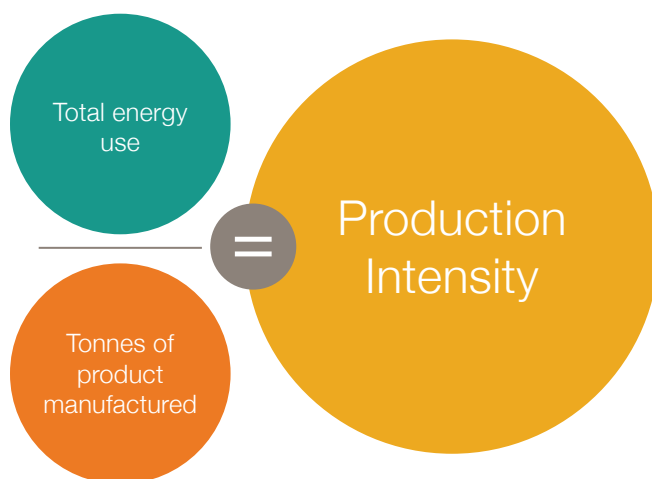 Total energy
use
=
Production
Intensity
Tonnes of
product
manufactured